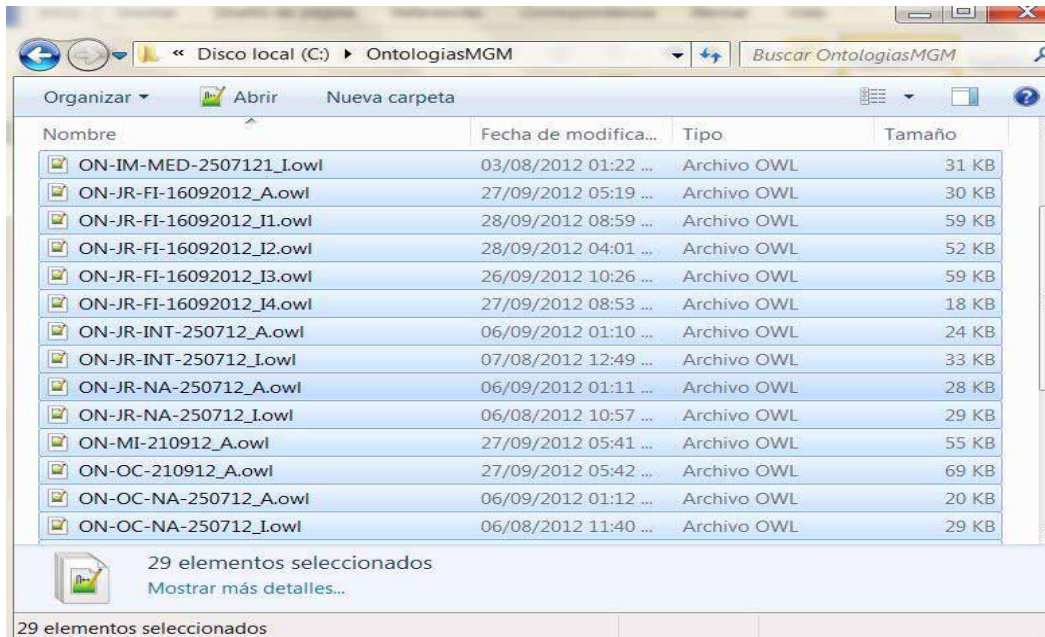 « Disco local (C:) ▸ OntologiasMGM Buscar OntologiasMGM
Organizar Abrir Nueva carpeta
Nombre Fecha de modifica... Tipo Tamaño
ON-IM-MED-2507121_I.owl 03/08/2012 01:22 ... Archivo OWL 31 KB
ON-JR-FI-16092012_A.owl 27/09/2012 05:19 ... Archivo OWL 30 KB
ON-JR-FI-16092012_I1.owl 28/09/2012 08:59 ... Archivo OWL 59 KB
ON-JR-FI-16092012_I2.owl 28/09/2012 04:01 ... Archivo OWL 52 KB
ON-JR-FI-16092012_I3.owl 26/09/2012 10:26 ... Archivo OWL 59 KB
ON-JR-FI-16092012_I4.owl 27/09/2012 08:53 ... Archivo OWL 18 KB
ON-JR-INT-250712_A.owl 06/09/2012 01:10 ... Archivo OWL 24 KB
ON-JR-INT-250712_I.owl 07/08/2012 12:49 ... Archivo OWL 33 KB
ON-JR-NA-250712_A.owl 06/09/2012 01:11 ... Archivo OWL 28 KB
ON-JR-NA-250712_I.owl 06/08/2012 10:57 ... Archivo OWL 29 KB
ON-MI-210912_A.owl 27/09/2012 05:41 ... Archivo OWL 55 KB
ON-OC-210912_A.owl 27/09/2012 05:42 ... Archivo OWL 69 KB
ON-OC-NA-250712_A.owl 06/09/2012 01:12 ... Archivo OWL 20 KB
ON-OC-NA-250712_I.owl 06/08/2012 11:40 ... Archivo OWL 29 KB
29 elementos seleccionados
Mostrar más detalles...
29 elementos seleccionados